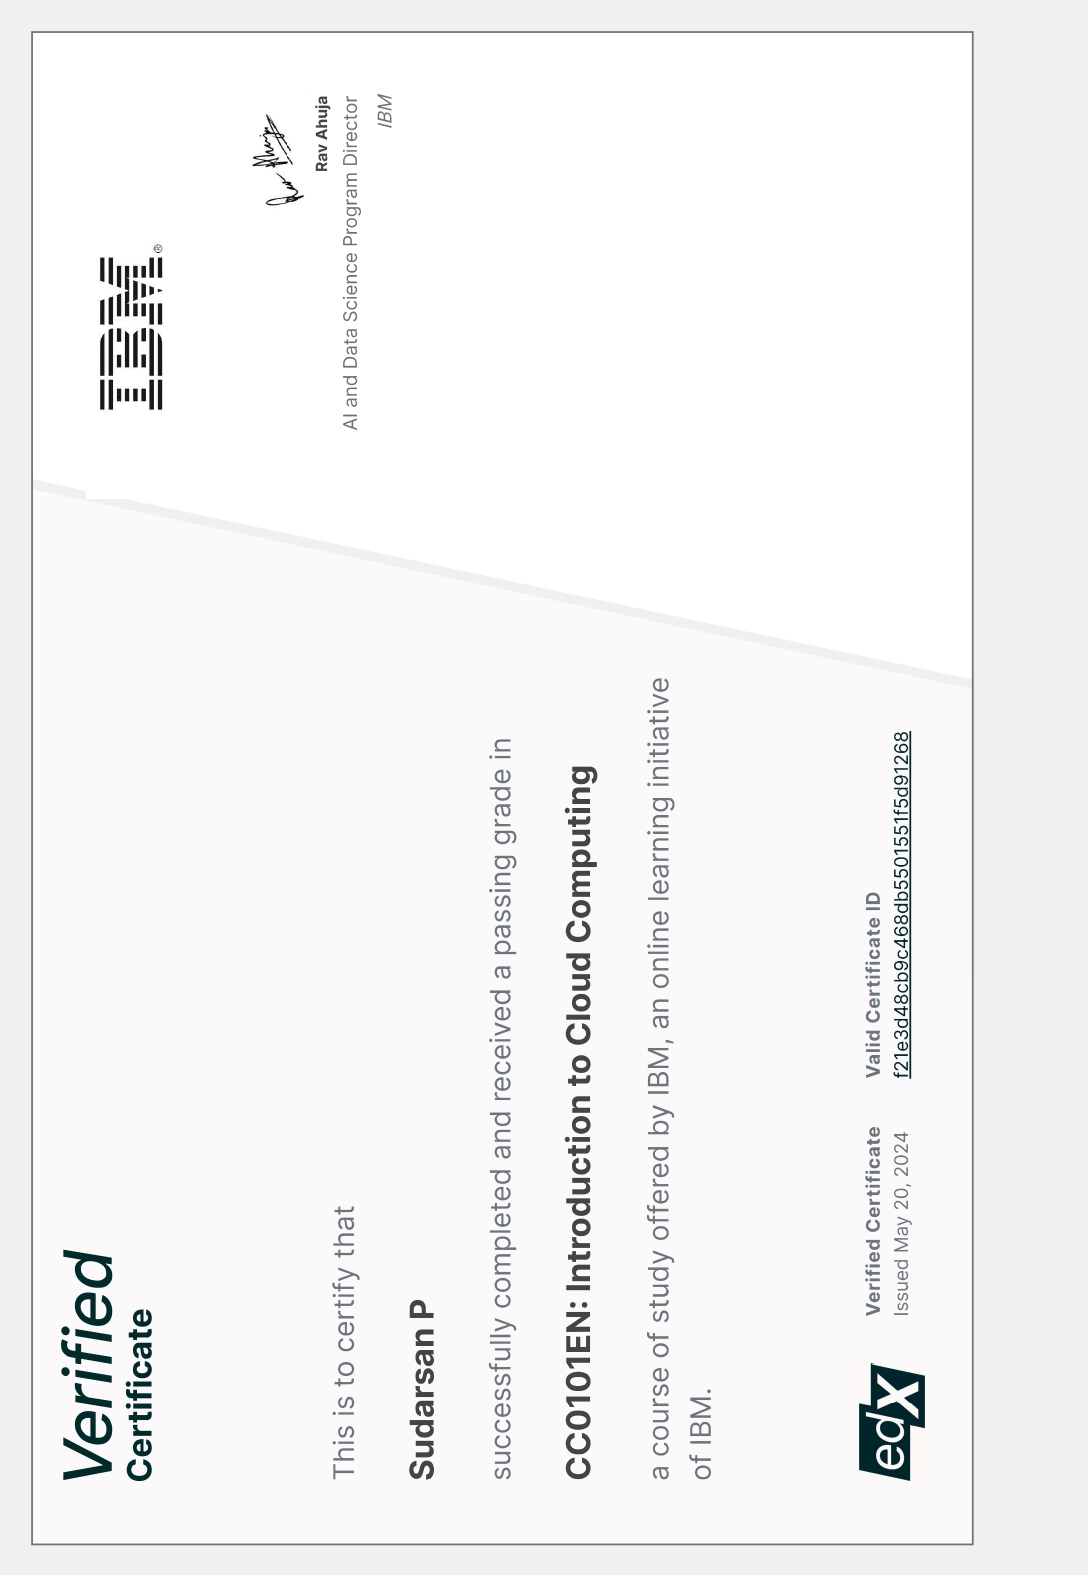 Verified
Certificate
IBM®
Rav Ahuja
Rav Ahuja
AI and Data Science Program Director
IBM
This is to certify that
Sudarsan P
successfully completed and received a passing grade in
CC0101EN: Introduction to Cloud Computing
a course of study offered by IBM, an online learning initiative
of IBM.
edX
Verified Certificate
Issued May 20, 2024
Valid Certificate ID
f21e3d48cb9c468db5501551f5d91268